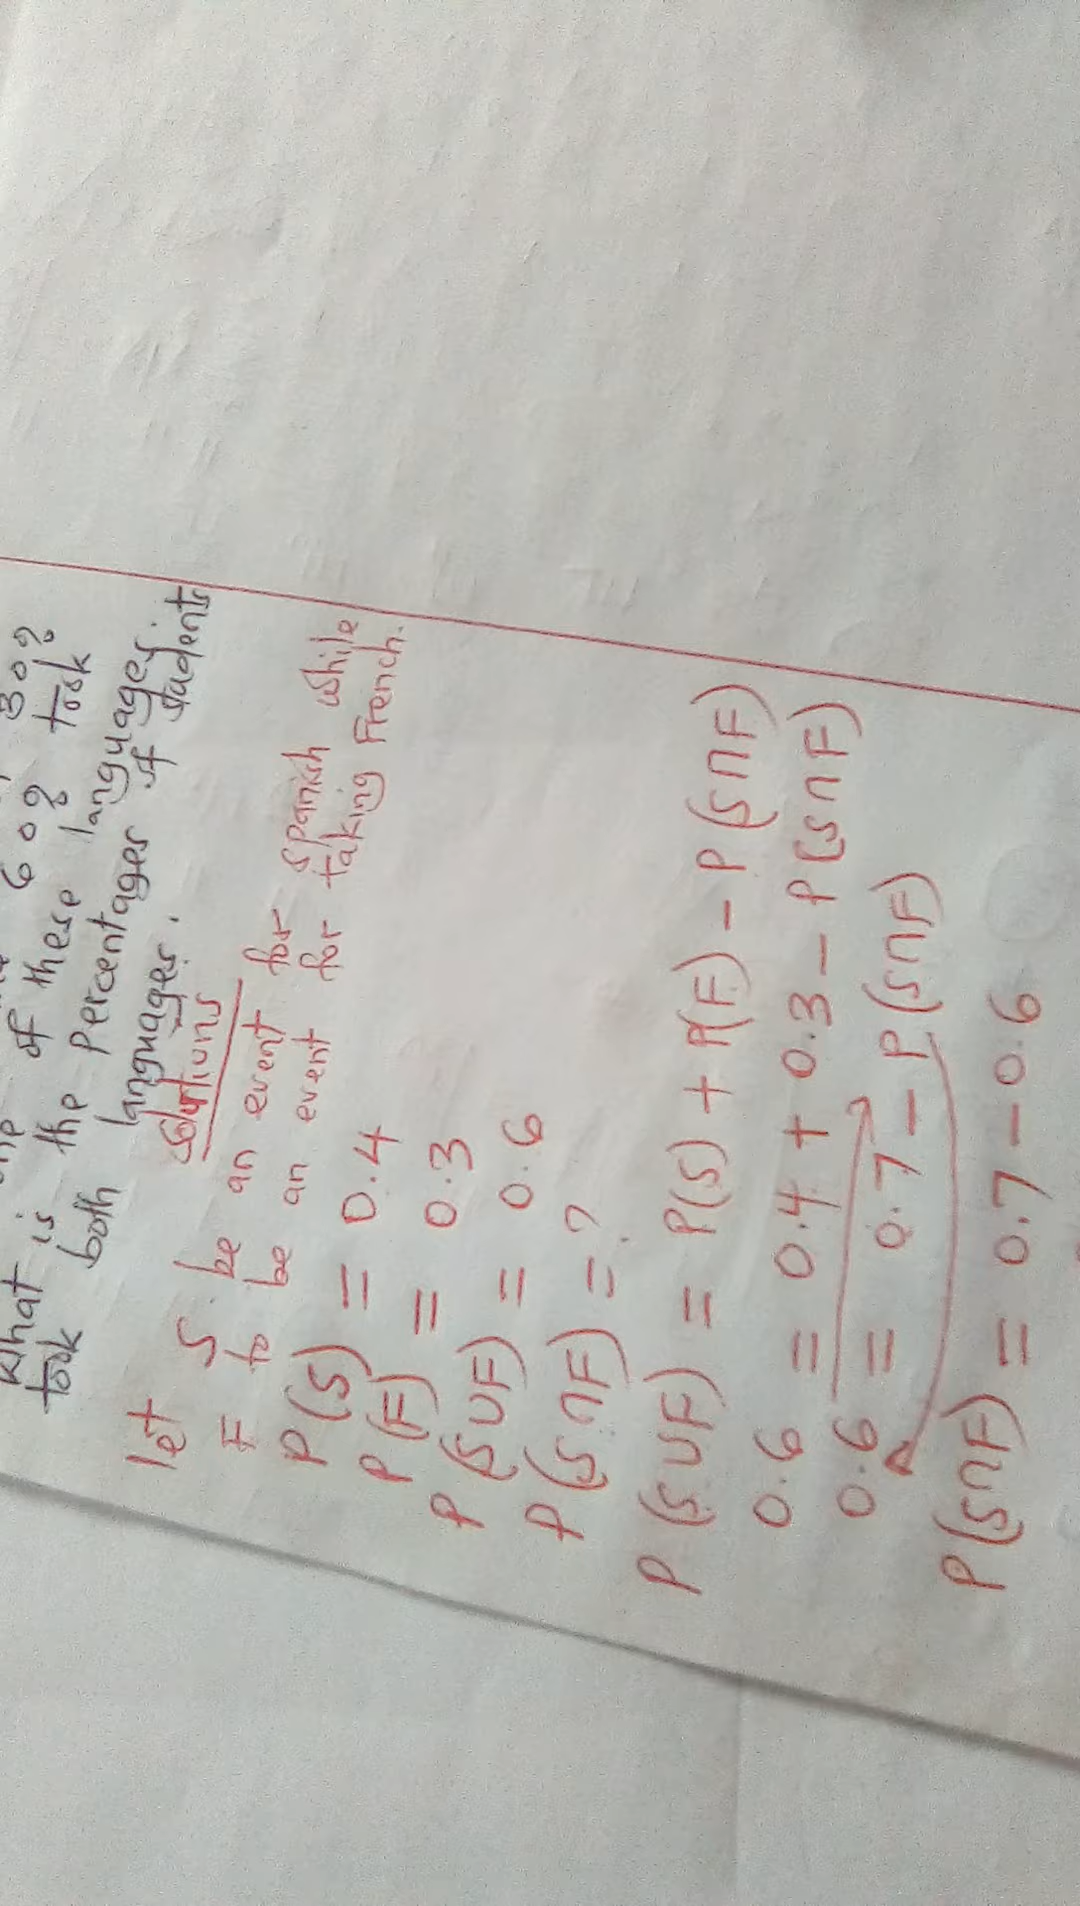 30%
60% took
of these languages.
What is the percentages of students
took both languages.
Solutions
let S be an event for Spanish while
F to be an event for taking French.
P(S) = 0.4
P(F) = 0.3
P(S∪F) = 0.6
P(S∩F) = ?
P(S∪F) = P(S) + P(F) - P(S∩F)
0.6 = 0.4 + 0.3 - P(S∩F)
0.6 = 0.7 - P(S∩F)
P(S∩F) = 0.7 - 0.6